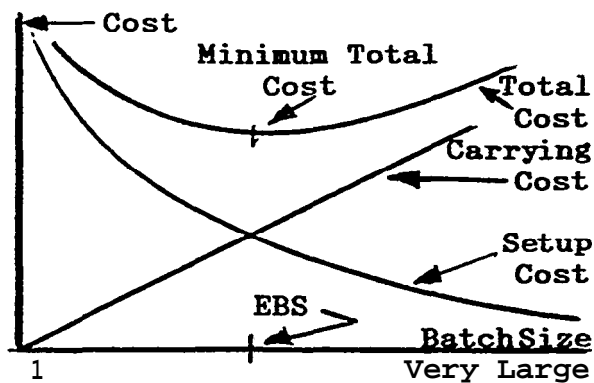 Cost
Minimum Total
Cost
Total
Cost
Carrying
Cost
Setup
Cost
EBS
BatchSize
1
Very Large